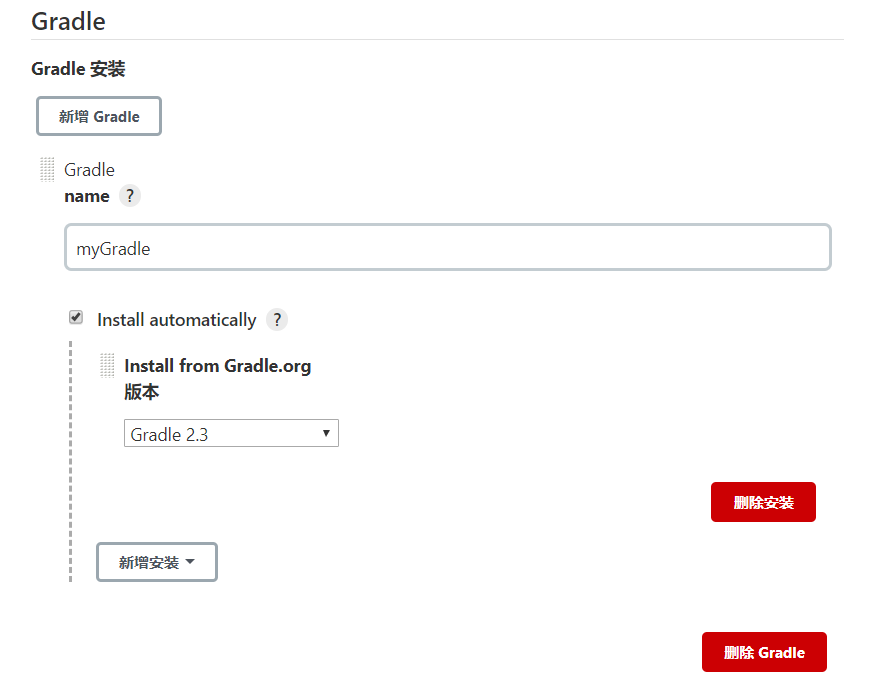 Gradle
Gradle 安装
新增 Gradle
Gradle
name ?
myGradle
Install automatically ?
Install from Gradle.org
版本
Gradle 2.3
删除安装
新增安装
删除 Gradle